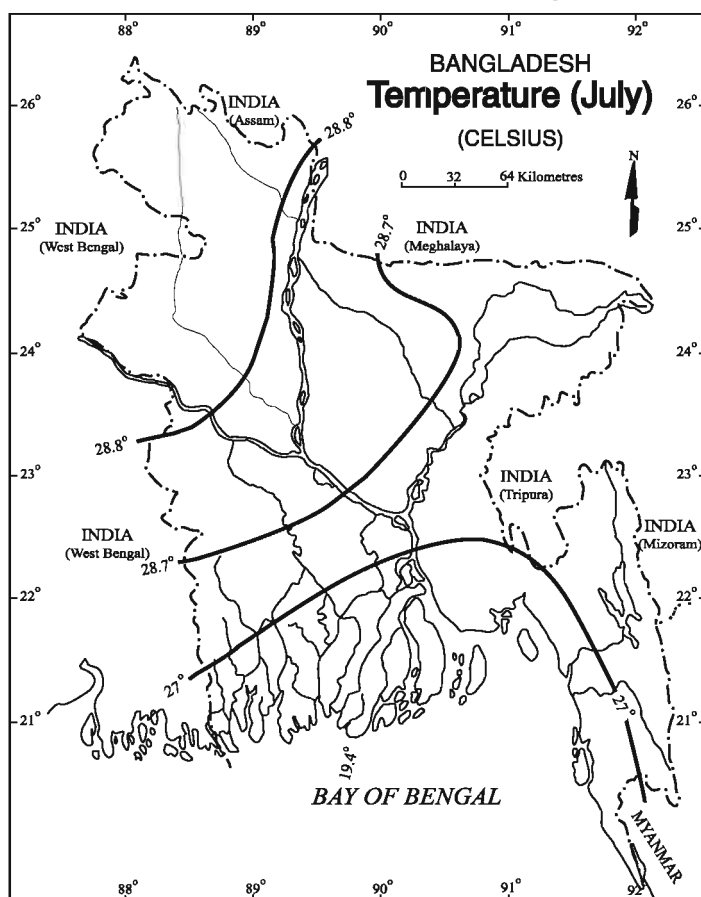 88° 89° 90° 91° 92°
BANGLADESH
Temperature (July)
(CELSIUS)
0 32 64 Kilometres
N
26°
26°
INDIA
(Assam)
28.8°
25°
25°
INDIA
(West Bengal)
28.7°
INDIA
(Meghalaya)
24°
24°
28.8°
23°
23°
INDIA
(Tripura)
INDIA
(West Bengal)
INDIA
(Mizoram)
28.7°
22°
22°
27°
27°
21°
21°
19.4°
BAY OF BENGAL
MYANMAR
88° 89° 90° 91° 92°